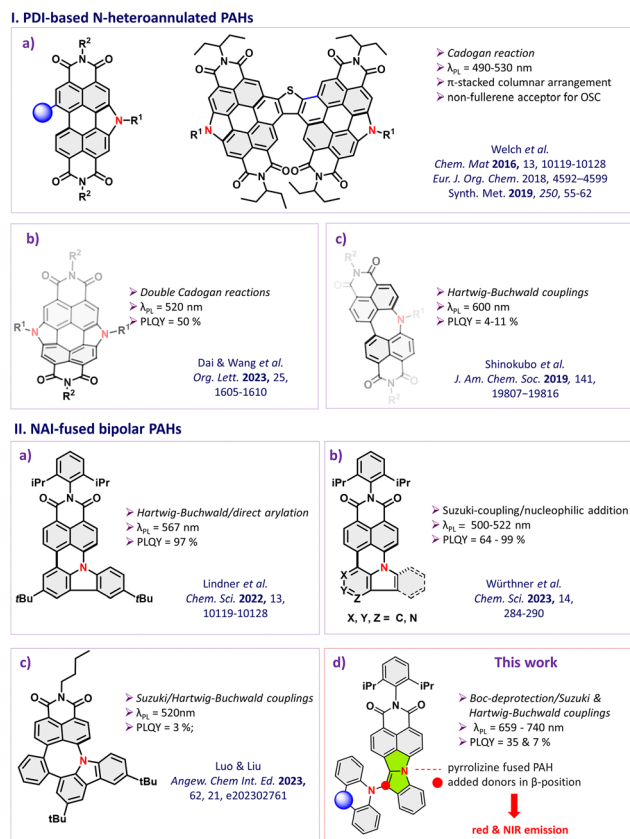 I. PDI-based N-heteroannulated PAHs
a)
R²
O
N
O
N
R¹
O
N
O
R²
O
N
O
S
O
N
O
N
R¹
O
N
O
O
N
O
N
R¹
Cadogan reaction
λPL = 490-530 nm
π-stacked columnar arrangement
non-fullerene acceptor for OSC
Welch et al.
Chem. Mat 2016, 13, 10119-10128
Eur. J. Org. Chem. 2018, 4592–4599
Synth. Met. 2019, 250, 55-62
b)
R²
O
N
O
R¹
N
N
R¹
O
N
O
R²
Double Cadogan reactions
λPL = 520 nm
PLQY = 50 %
Dai & Wang et al.
Org. Lett. 2023, 25,
1605-1610
c)
R²
N
O
O
N
R¹
O
N
O
R²
Hartwig-Buchwald couplings
λPL = 600 nm
PLQY = 4-11 %
Shinokubo et al.
J. Am. Chem. Soc. 2019, 141,
19807−19816
II. NAI-fused bipolar PAHs
a)
iPr
iPr
O
N
O
N
tBu
tBu
Hartwig-Buchwald/direct arylation
λPL = 567 nm
PLQY = 97 %
Lindner et al.
Chem. Sci. 2022, 13,
10119-10128
b)
iPr
iPr
O
N
O
N
X
Y
Z
X, Y, Z = C, N
Suzuki-coupling/nucleophilic addition
λPL = 500-522 nm
PLQY = 64 - 99 %
Würthner et al.
Chem. Sci. 2023, 14,
284-290
c)
O
N
O
N
tBu
tBu
Suzuki/Hartwig-Buchwald couplings
λPL = 520nm
PLQY = 3 %;
Luo & Liu
Angew. Chem Int. Ed. 2023,
62, 21, e202302761
d)
This work
iPr
iPr
O
N
O
N
N
Boc-deprotection/Suzuki &
Hartwig-Buchwald couplings
λPL = 659 - 740 nm
PLQY = 35 & 7 %
pyrrolizine fused PAH
added donors in β-position
red & NIR emission